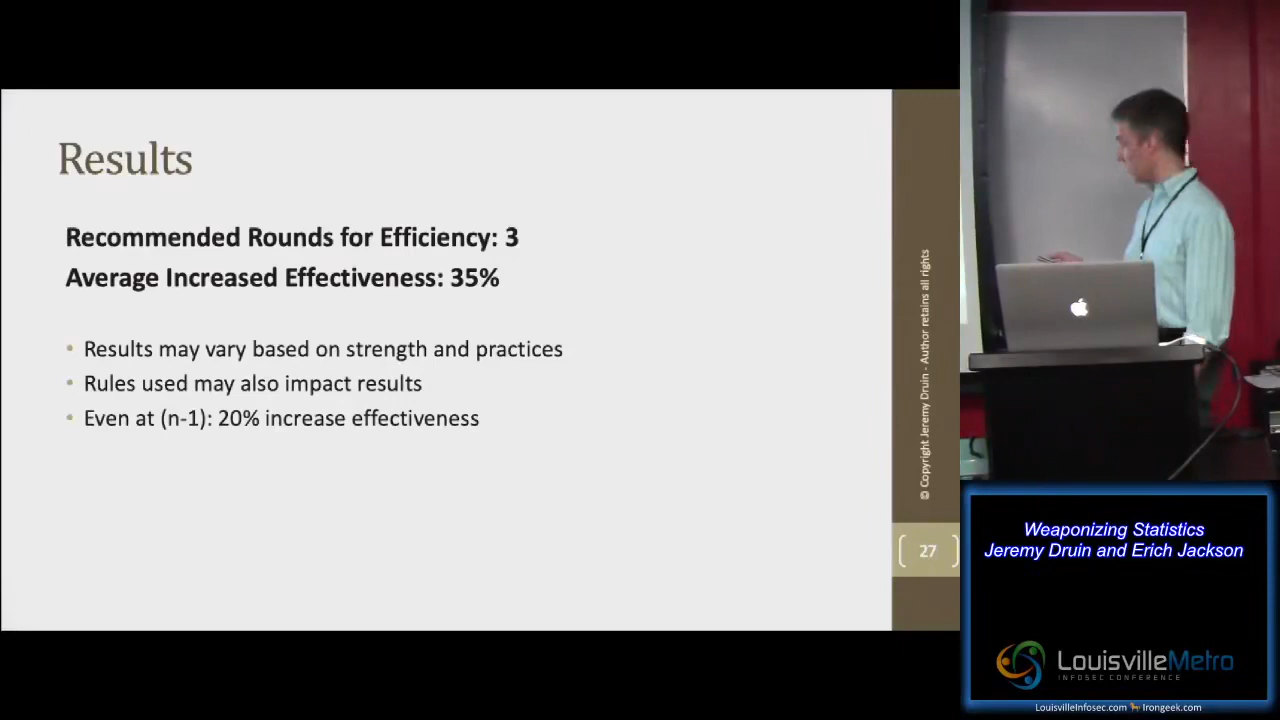 Results
Recommended Rounds for Efficiency: 3
Average Increased Effectiveness: 35%
• Results may vary based on strength and practices
• Rules used may also impact results
• Even at (n-1): 20% increase effectiveness
© Copyright Jeremy Druin - Author retains all rights
27
Weaponizing Statistics
Jeremy Druin and Erich Jackson
LouisvilleMetro
INFOSEC CONFERENCE
LouisvilleInfosec.com Irongeek.com